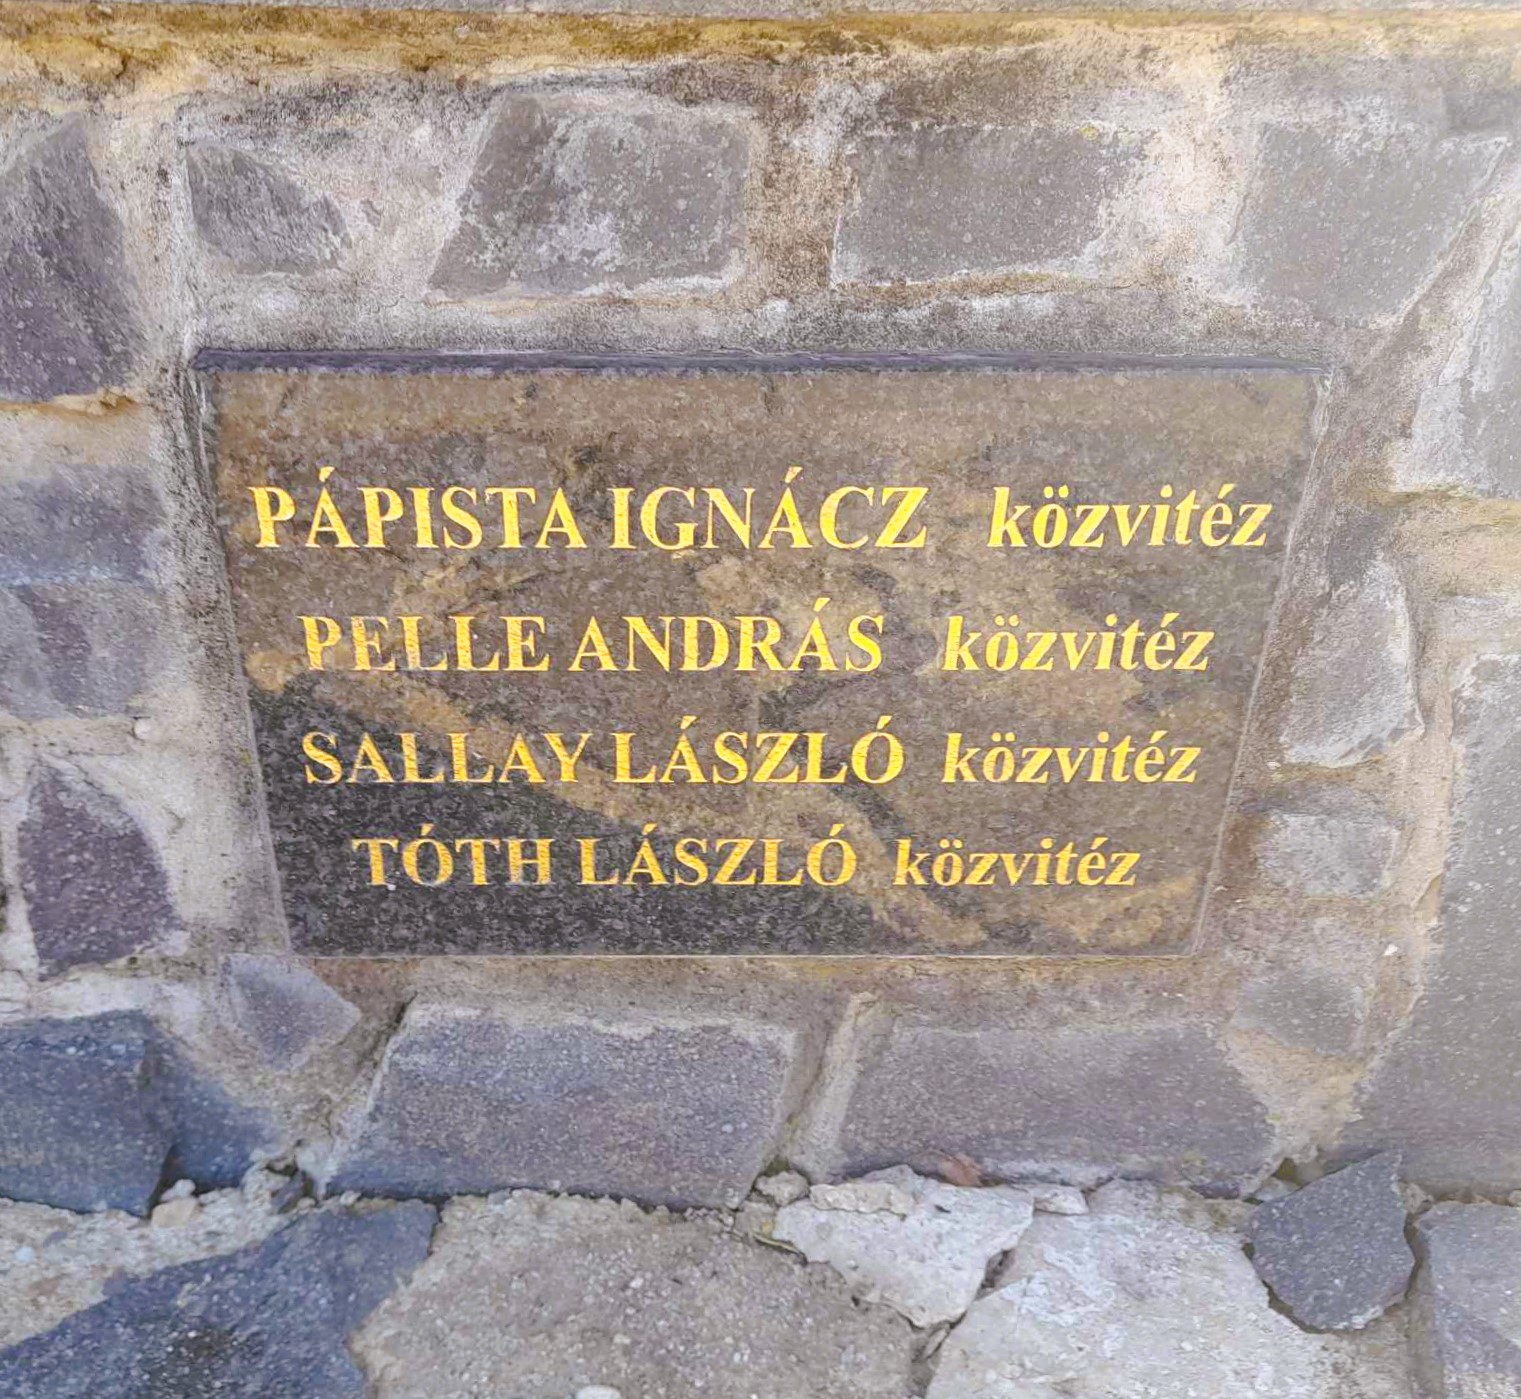 PÁPISTA IGNÁCZ közvitéz
PELLE ANDRÁS közvitéz
SALLAY LÁSZLÓ közvitéz
TÓTH LÁSZLÓ közvitéz